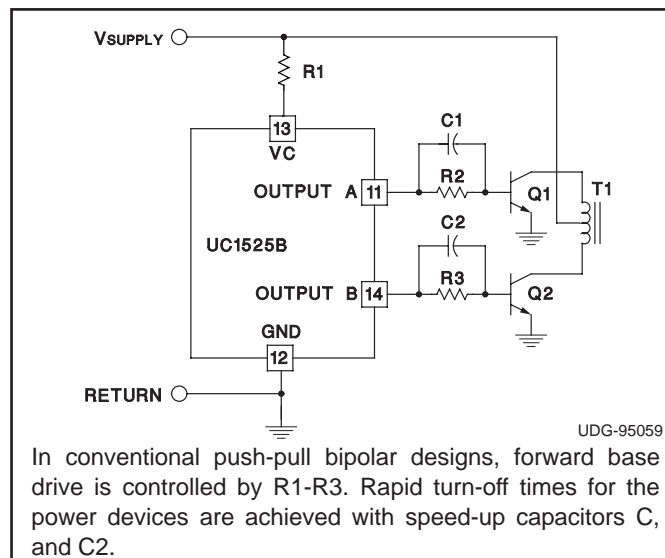 VSUPPLY
R1
13
VC
C1
OUTPUT A 11
R2
Q1
T1
UC1525B
C2
OUTPUT B 14
R3
Q2
GND
12
RETURN
UDG-95059
In conventional push-pull bipolar designs, forward base
drive is controlled by R1-R3. Rapid turn-off times for the
power devices are achieved with speed-up capacitors C,
and C2.